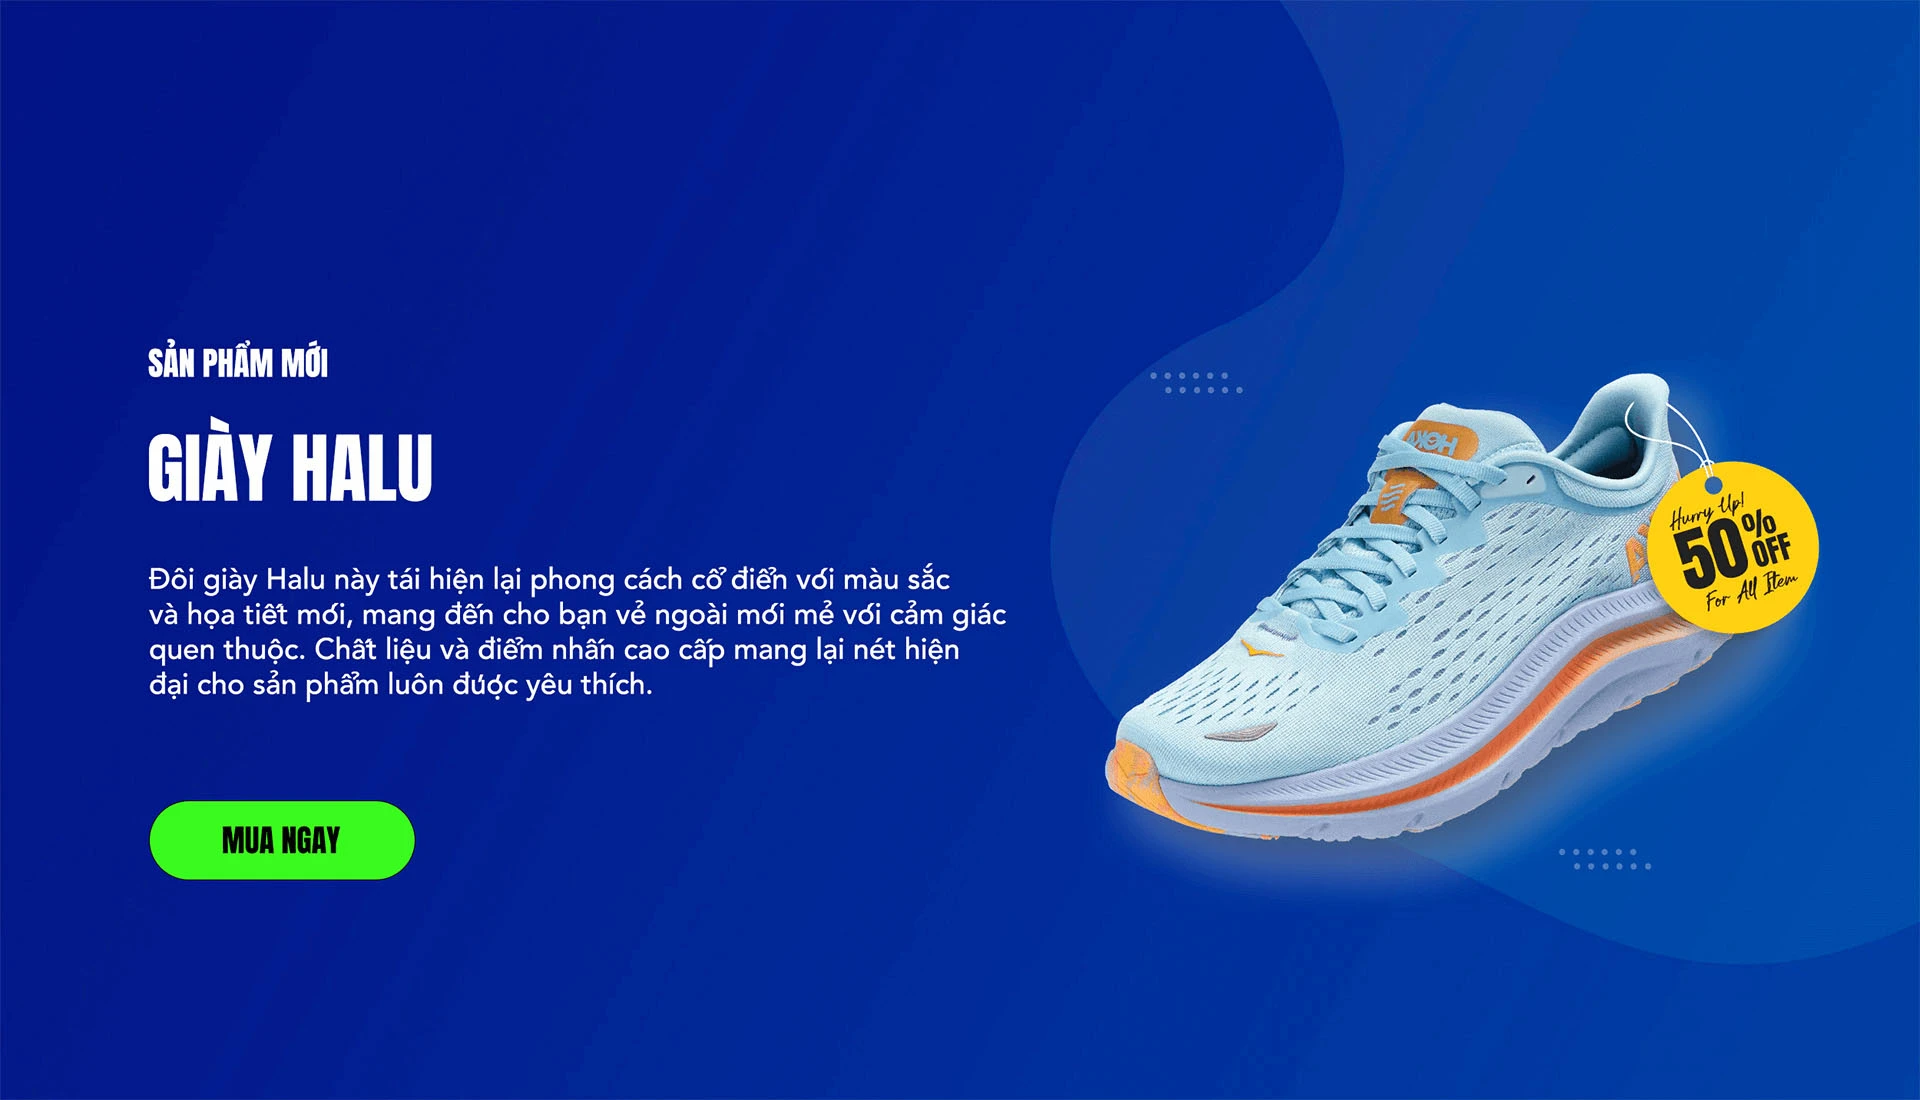 SẢN PHẨM MỚI
GIÀY HALU
Đôi giày Halu này tái hiện lại phong cách cổ điển với màu sắc
và họa tiết mới, mang đến cho bạn vẻ ngoài mới mẻ với cảm giác
quen thuộc. Chất liệu và điểm nhấn cao cấp mang lại nét hiện
đại cho sản phẩm luôn được yêu thích.
MUA NGAY
HOKA
Hurry Up!
50% OFF
For All Item